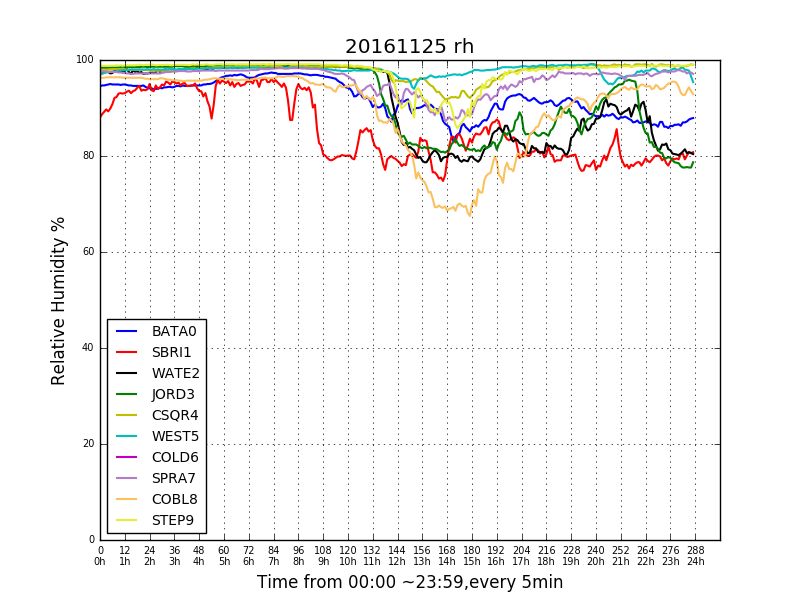 20161125 rh
Relative Humidity %
100
80
60
40
20
0
BATA0
SBRI1
WATE2
JORD3
CSQR4
WEST5
COLD6
SPRA7
COBL8
STEP9
0 12 24 36 48 60 72 84 96 108 120 132 144 156 168 180 192 204 216 228 240 252 264 276 288
0h 1h 2h 3h 4h 5h 6h 7h 8h 9h 10h 11h 12h 13h 14h 15h 16h 17h 18h 19h 20h 21h 22h 23h 24h
Time from 00:00 ~23:59,every 5min